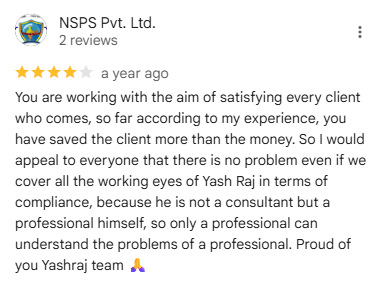 NSPS Pvt. Ltd.
2 reviews
a year ago
You are working with the aim of satisfying every client
who comes, so far according to my experience, you
have saved the client more than the money. So I would
appeal to everyone that there is no problem even if we
cover all the working eyes of Yash Raj in terms of
compliance, because he is not a consultant but a
professional himself, so only a professional can
understand the problems of a professional. Proud of
you Yashraj team 🙏